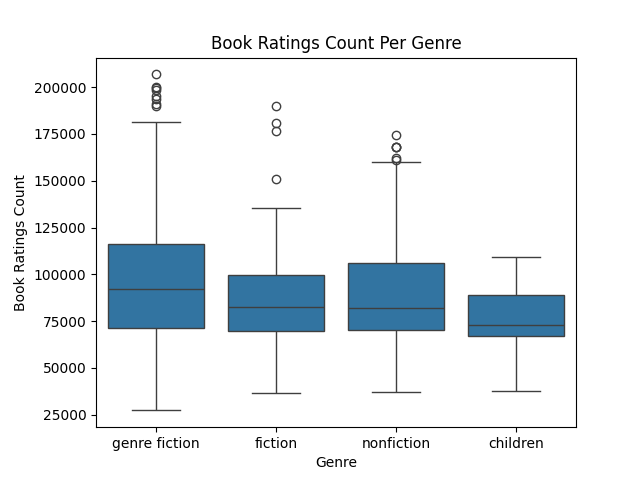 Book Ratings Count Per Genre
Book Ratings Count
200000
175000
150000
125000
100000
75000
50000
25000
genre fiction
fiction
nonfiction
children
Genre